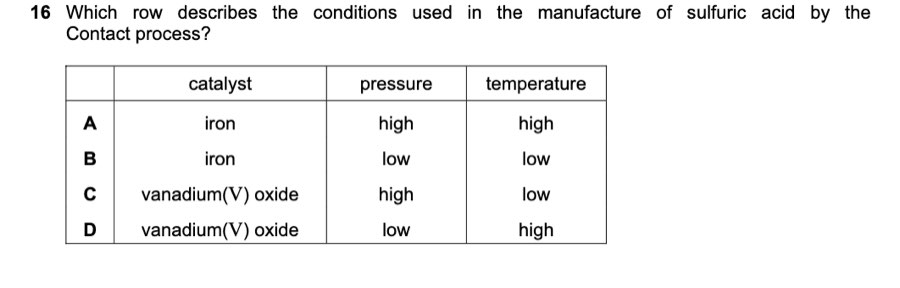 16 Which row describes the conditions used in the manufacture of sulfuric acid by the
Contact process?
catalyst pressure temperature
A iron high high
B iron low low
C vanadium(V) oxide high low
D vanadium(V) oxide low high